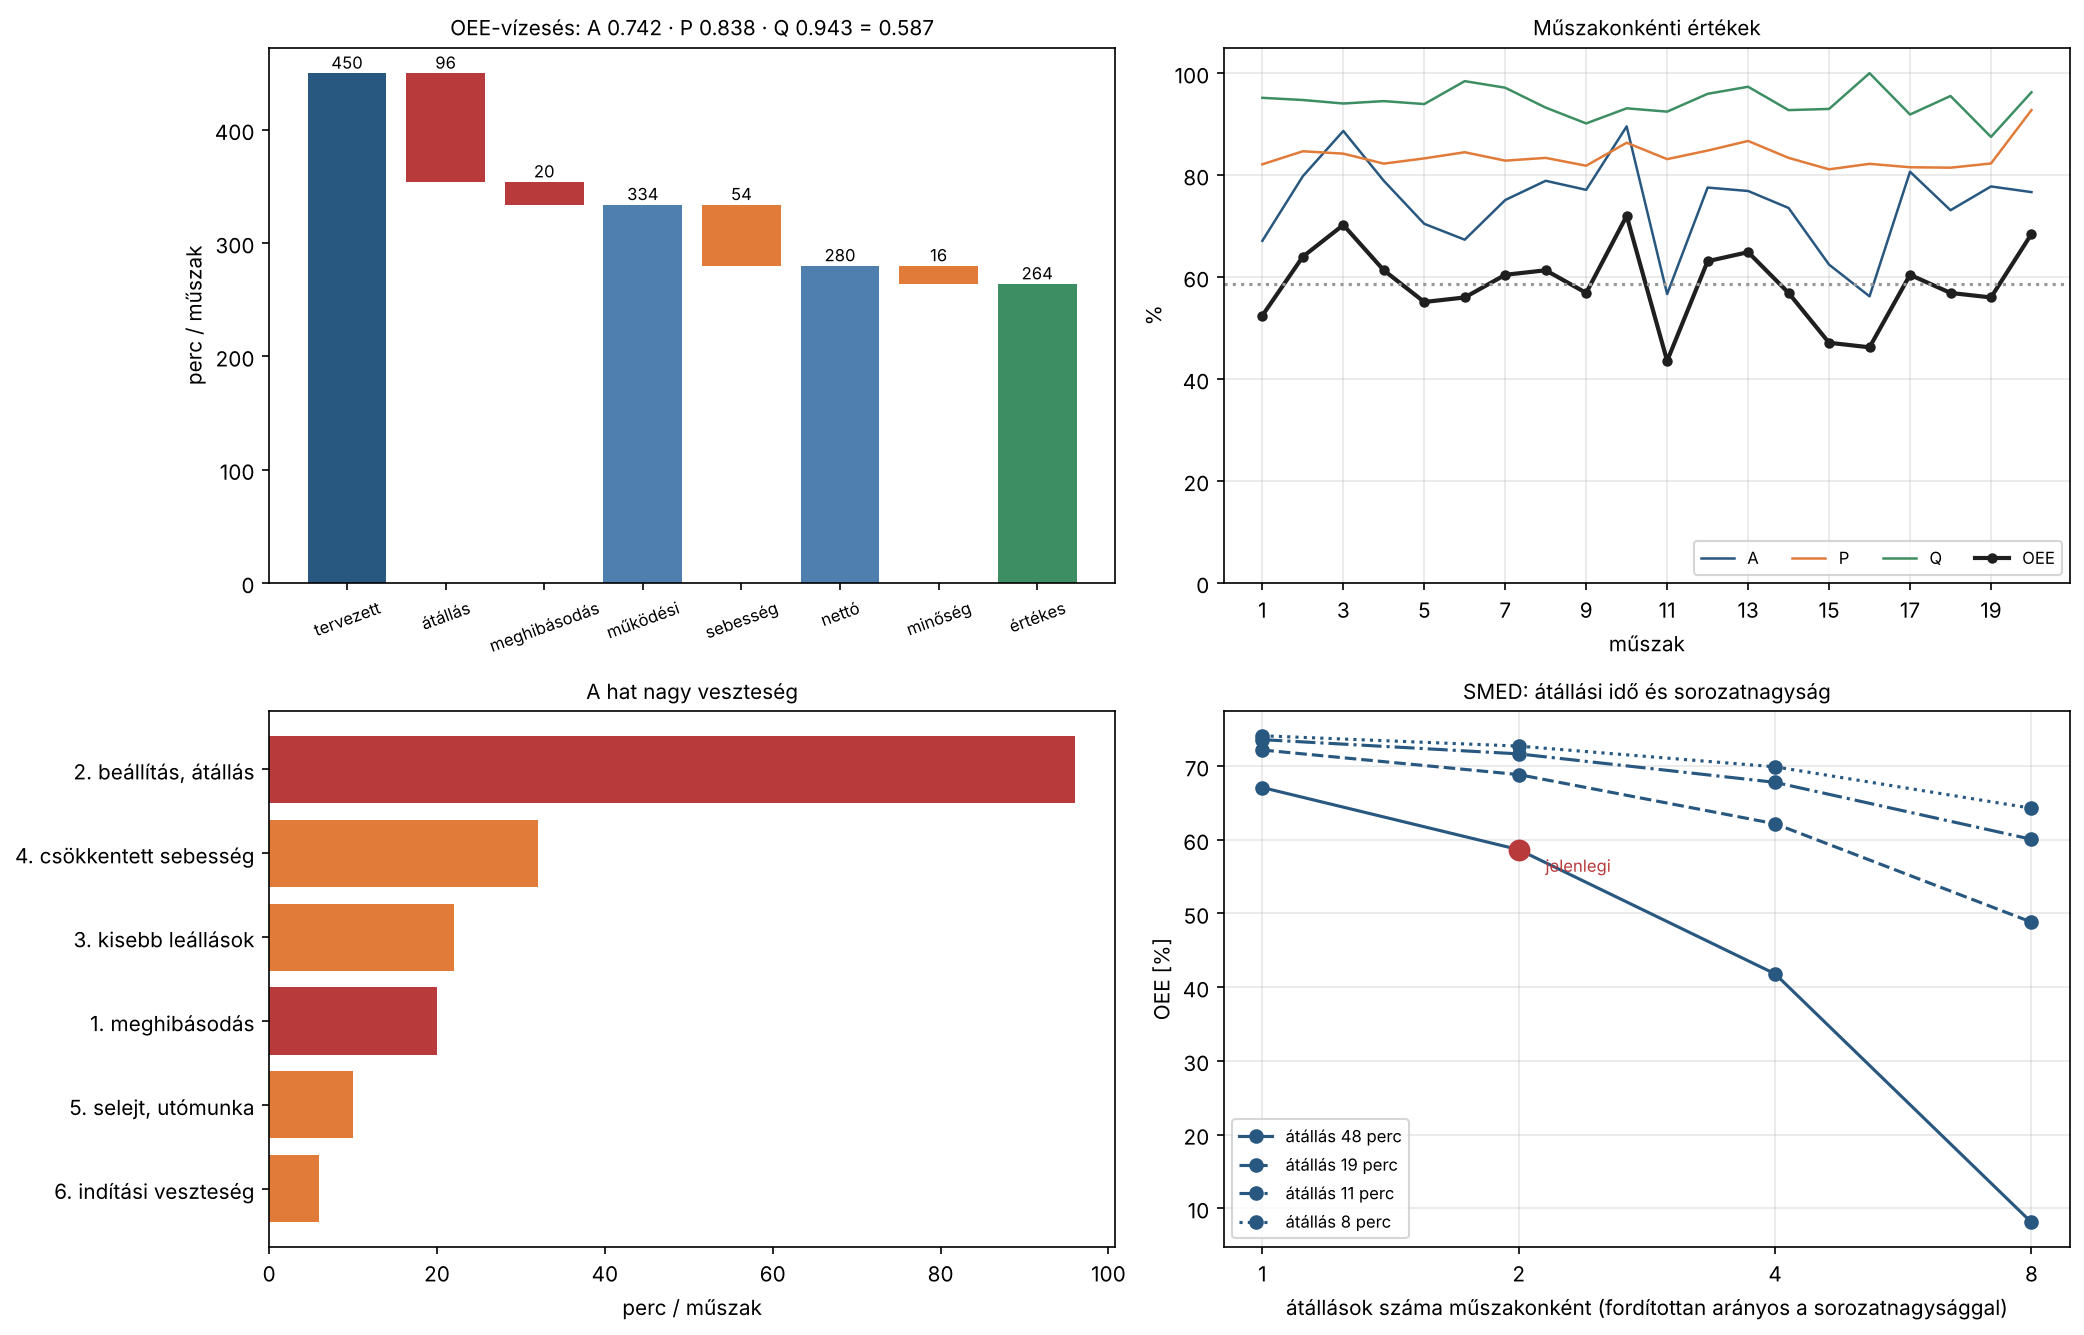 OEE-vízesés: A 0.742 · P 0.838 · Q 0.943 = 0.587
450
96
20
334
54
280
16
264
perc / műszak
400
300
200
100
0
tervezett
átállás
meghibásodás
működési
sebesség
nettó
minőség
értékes
Műszakonkénti értékek
%
100
80
60
40
20
0
1 3 5 7 9 11 13 15 17 19
műszak
A P Q OEE
A hat nagy veszteség
2. beállítás, átállás
4. csökkentett sebesség
3. kisebb leállások
1. meghibásodás
5. selejt, utómunka
6. indítási veszteség
0 20 40 60 80 100
perc / műszak
SMED: átállási idő és sorozatnagyság
OEE [%]
70
60
50
40
30
20
10
jelenlegi
átállás 48 perc
átállás 19 perc
átállás 11 perc
átállás 8 perc
1 2 4 8
átállások száma műszakonként (fordítottan arányos a sorozatnagysággal)